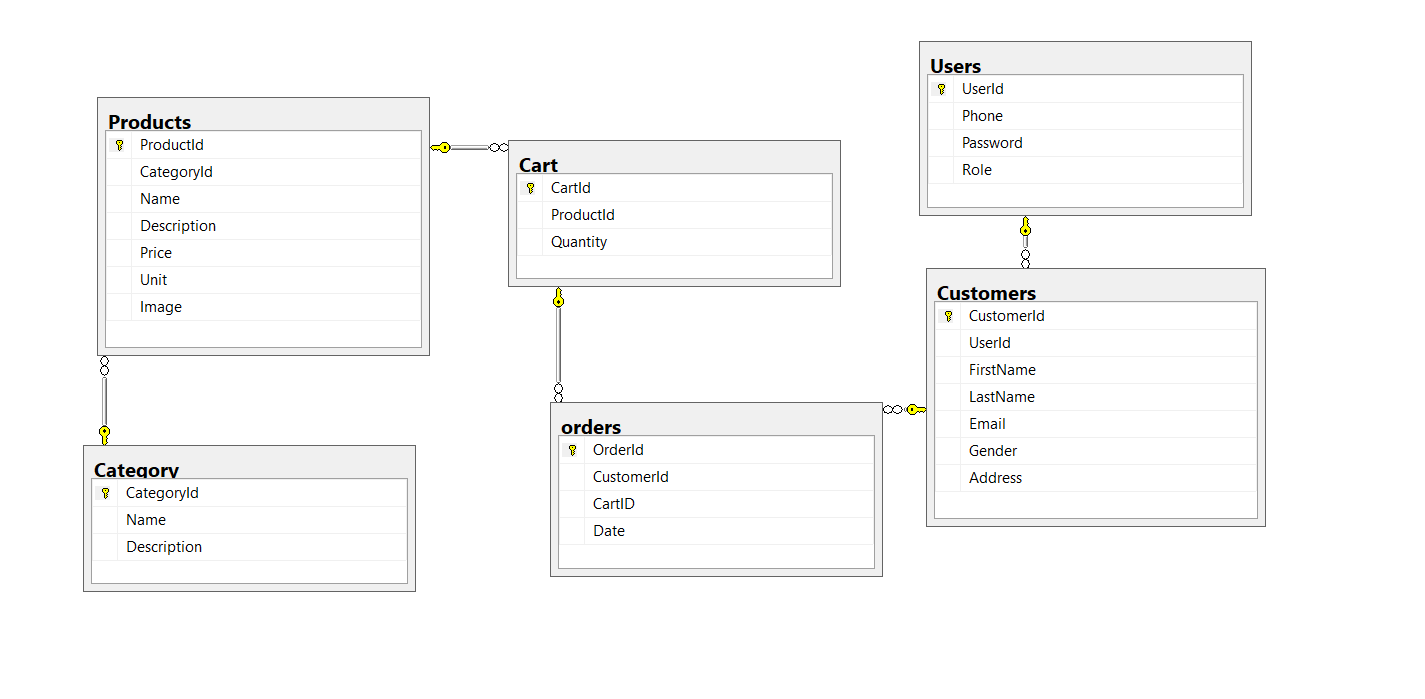 Products
ProductId
CategoryId
Name
Description
Price
Unit
Image
Cart
CartId
ProductId
Quantity
Users
UserId
Phone
Password
Role
Customers
CustomerId
UserId
FirstName
LastName
Email
Gender
Address
Category
CategoryId
Name
Description
orders
OrderId
CustomerId
CartID
Date